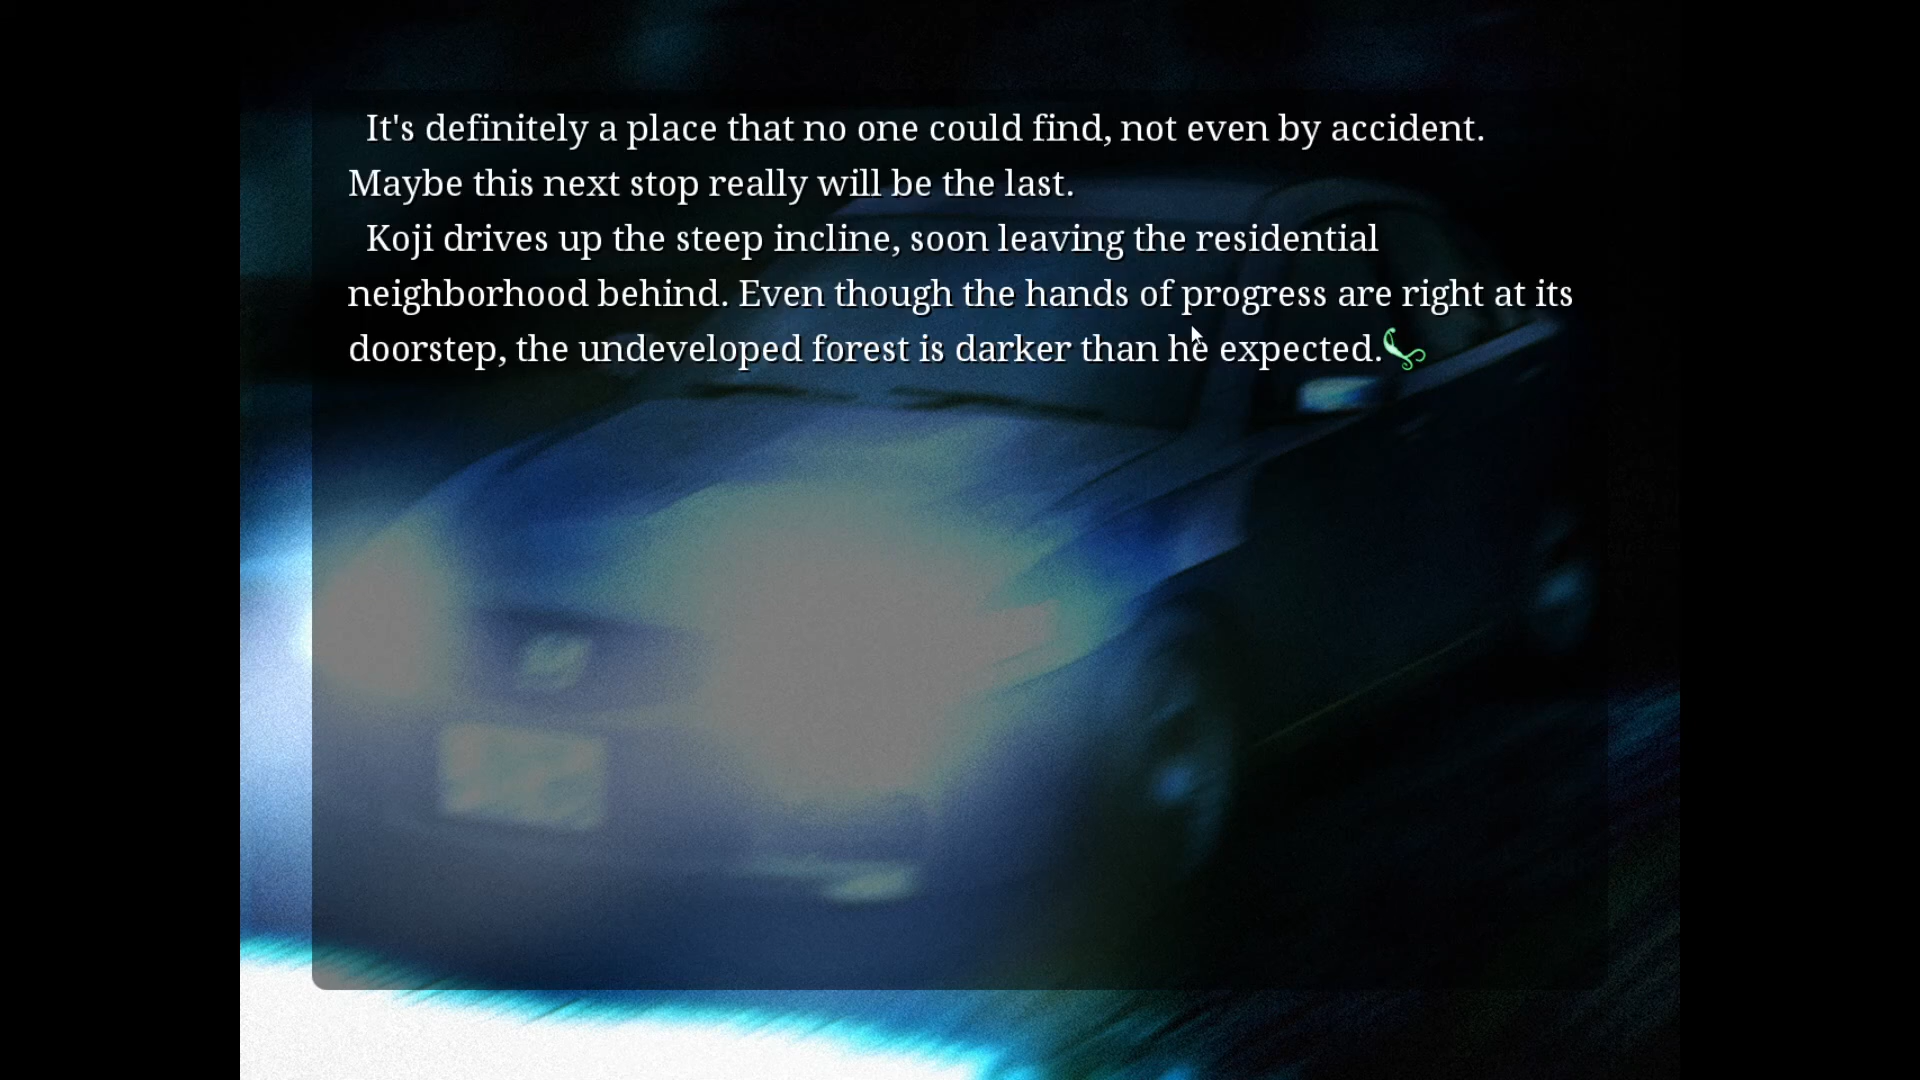 It's definitely a place that no one could find, not even by accident.
Maybe this next stop really will be the last.
Koji drives up the steep incline, soon leaving the residential
neighborhood behind. Even though the hands of progress are right at its
doorstep, the undeveloped forest is darker than he expected.